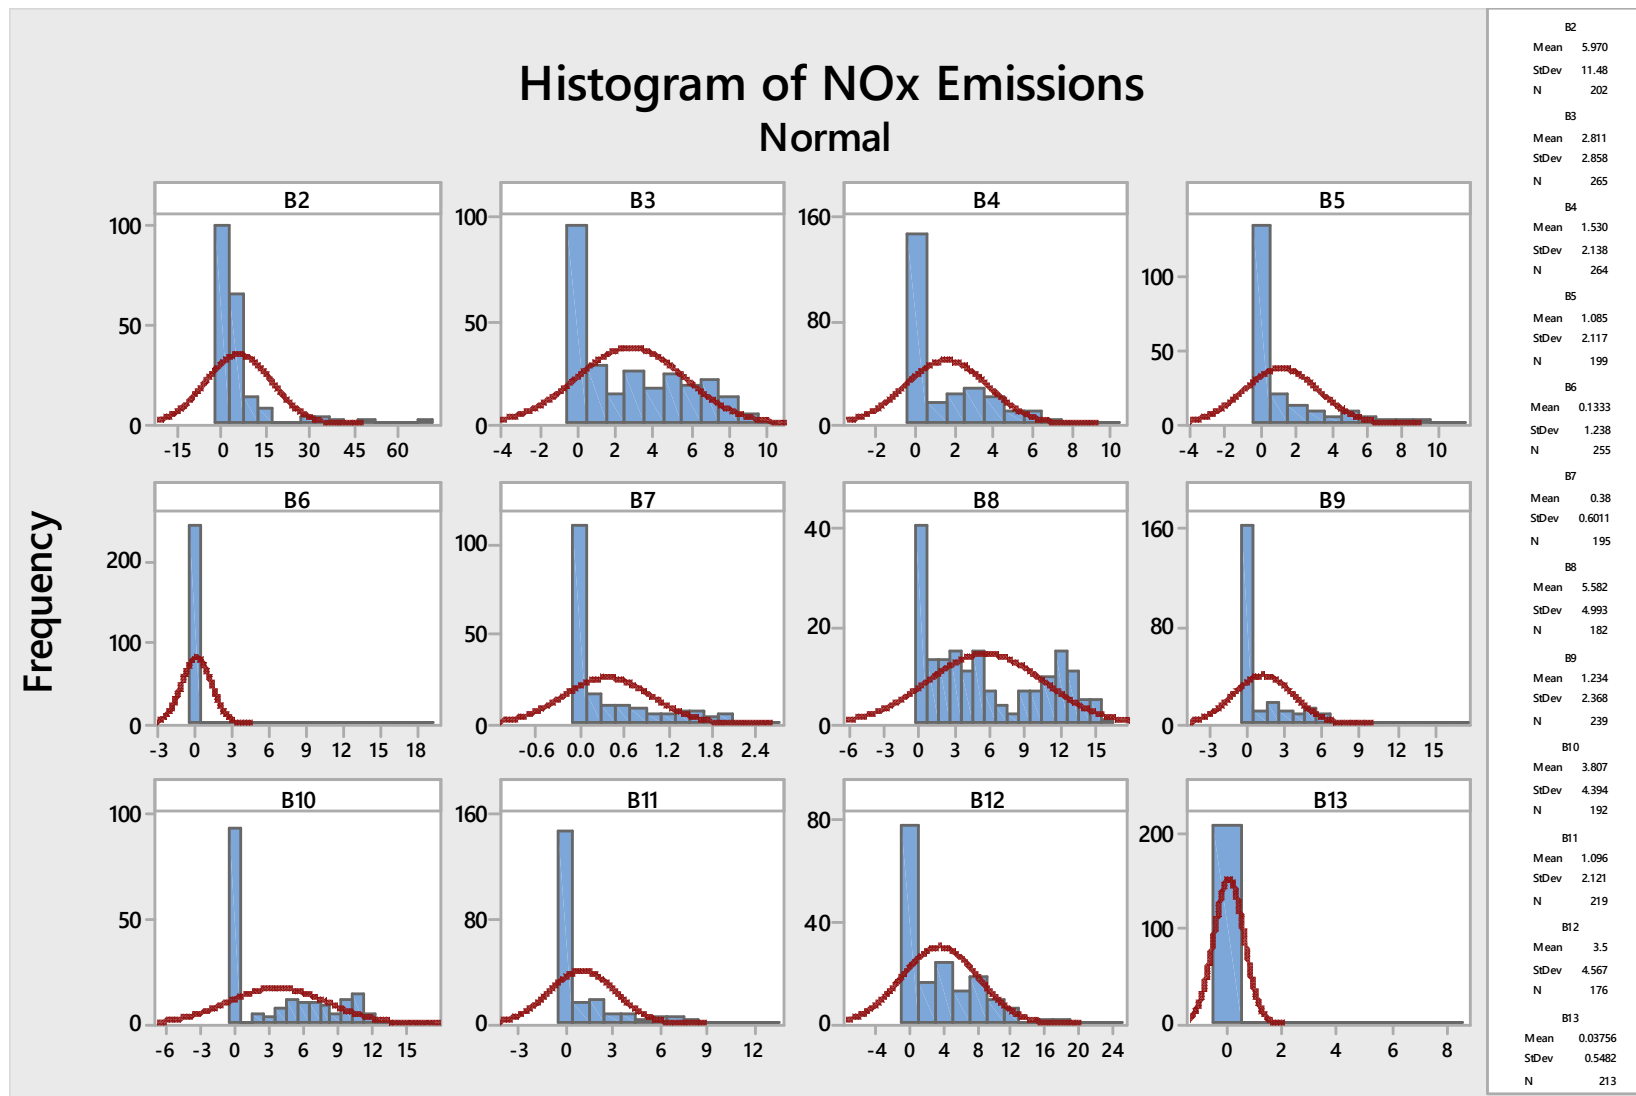 Histogram of NOx Emissions
Normal
Frequency
B2
100
50
0
-15 0 15 30 45 60
B3
100
50
0
-4 -2 0 2 4 6 8 10
B4
160
80
0
-2 0 2 4 6 8 10
B5
100
50
0
-4 -2 0 2 4 6 8 10
B6
200
100
0
-3 0 3 6 9 12 15 18
B7
100
50
0
-0.6 0.0 0.6 1.2 1.8 2.4
B8
40
20
0
-6 -3 0 3 6 9 12 15
B9
160
80
0
-3 0 3 6 9 12 15
B10
100
50
0
-6 -3 0 3 6 9 12 15
B11
160
80
0
-3 0 3 6 9 12
B12
80
40
0
-4 0 4 8 12 16 20 24
B13
200
100
0
0 2 4 6 8
B2
Mean 5.970
StDev 11.48
N 202
B3
Mean 2.811
StDev 2.858
N 265
B4
Mean 1.530
StDev 2.138
N 264
B5
Mean 1.085
StDev 2.117
N 199
B6
Mean 0.1333
StDev 1.238
N 255
B7
Mean 0.38
StDev 0.6011
N 195
B8
Mean 5.582
StDev 4.993
N 182
B9
Mean 1.234
StDev 2.368
N 239
B10
Mean 3.807
StDev 4.394
N 192
B11
Mean 1.096
StDev 2.121
N 219
B12
Mean 3.5
StDev 4.567
N 176
B13
Mean 0.03756
StDev 0.5482
N 213